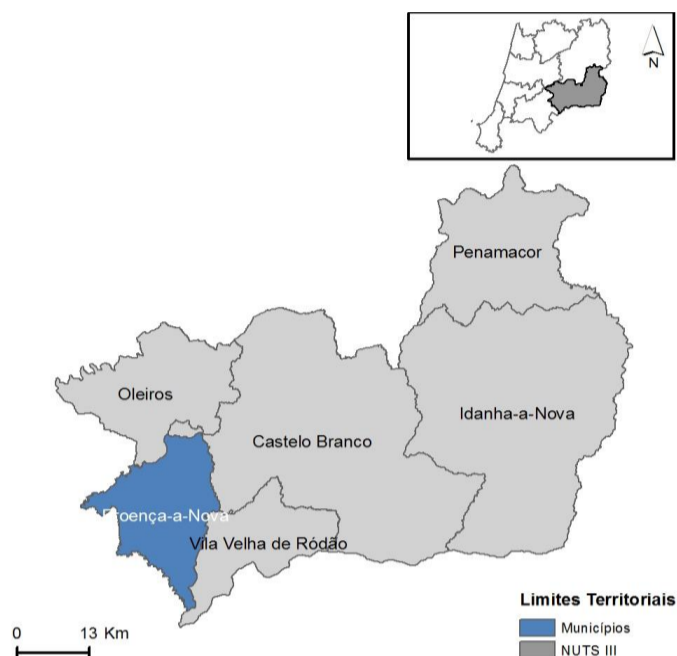 N
Penamacor
Oleiros
Idanha-a-Nova
Castelo Branco
Proença-a-Nova
Vila Velha de Ródão
Limites Territoriais
0 13 Km
Municípios
NUTS III